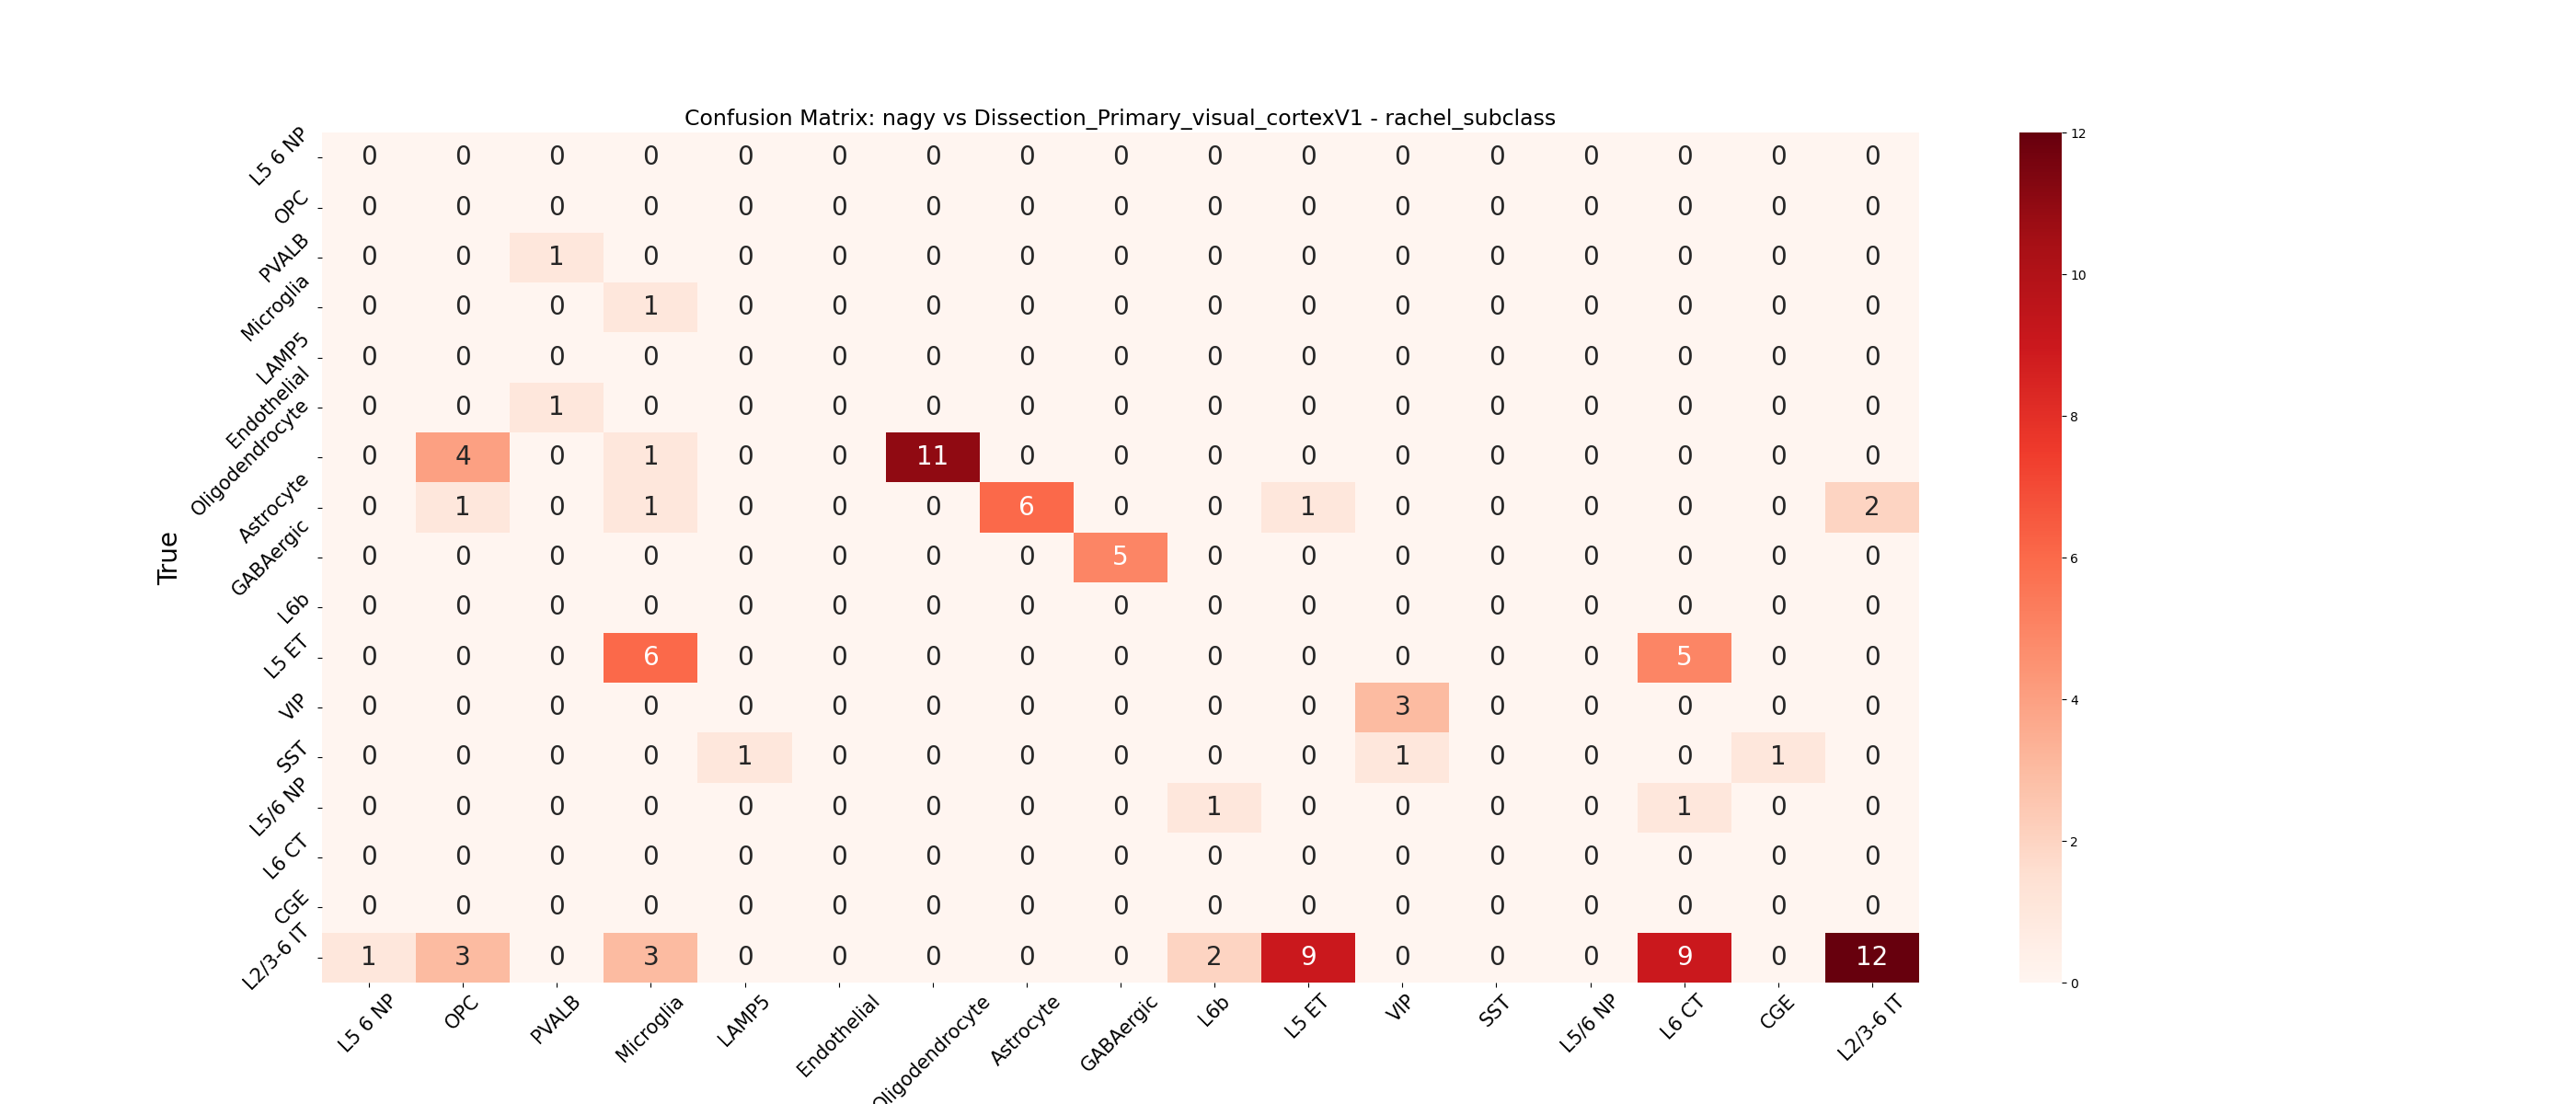 Confusion Matrix: nagy vs Dissection_Primary_visual_cortexV1 - rachel_subclass
L5 6 NP 0 0 0 0 0 0 0 0 0 0 0 0 0 0 0 0 0
OPC 0 0 0 0 0 0 0 0 0 0 0 0 0 0 0 0 0
PVALB 0 0 1 0 0 0 0 0 0 0 0 0 0 0 0 0 0
Microglia 0 0 0 1 0 0 0 0 0 0 0 0 0 0 0 0 0
LAMP5 0 0 0 0 0 0 0 0 0 0 0 0 0 0 0 0 0
Endothelial 0 0 1 0 0 0 0 0 0 0 0 0 0 0 0 0 0
Oligodendrocyte 0 4 0 1 0 0 11 0 0 0 0 0 0 0 0 0 0
Astrocyte 0 1 0 1 0 0 0 6 0 0 1 0 0 0 0 0 2
GABAergic 0 0 0 0 0 0 0 0 5 0 0 0 0 0 0 0 0
L6b 0 0 0 0 0 0 0 0 0 0 0 0 0 0 0 0 0
L5 ET 0 0 0 6 0 0 0 0 0 0 0 0 0 0 5 0 0
VIP 0 0 0 0 0 0 0 0 0 0 0 3 0 0 0 0 0
SST 0 0 0 0 1 0 0 0 0 0 0 1 0 0 0 1 0
L5/6 NP 0 0 0 0 0 0 0 0 0 1 0 0 0 0 1 0 0
L6 CT 0 0 0 0 0 0 0 0 0 0 0 0 0 0 0 0 0
CGE 0 0 0 0 0 0 0 0 0 0 0 0 0 0 0 0 0
L2/3-6 IT 1 3 0 3 0 0 0 0 0 2 9 0 0 0 9 0 12
True
L5 6 NP OPC PVALB Microglia LAMP5 Endothelial Oligodendrocyte Astrocyte GABAergic L6b L5 ET VIP SST L5/6 NP L6 CT CGE L2/3-6 IT
12
10
8
6
4
2
0